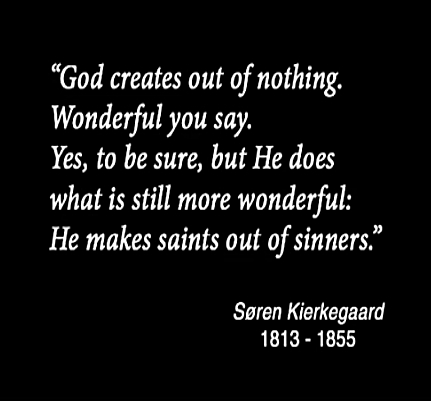 “God creates out of nothing.
Wonderful you say.
Yes, to be sure, but He does
what is still more wonderful:
He makes saints out of sinners.”
Søren Kierkegaard
1813 - 1855